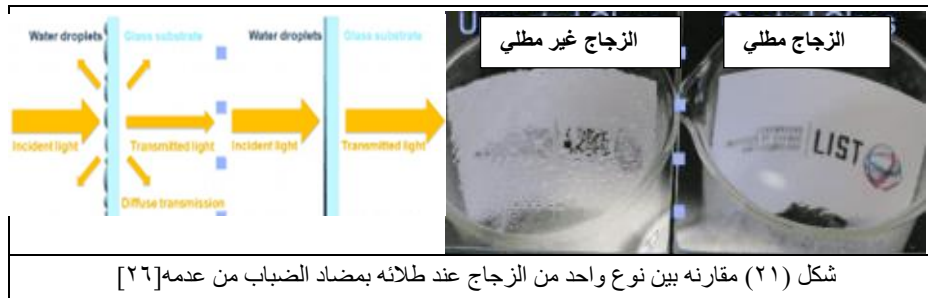 Water droplets Glass substrate
Water droplets Glass substrate
Incident light Transmitted light
Incident light Transmitted light
Diffuse transmission
الزجاج غير مطلي
الزجاج مطلي
LIST
شكل (٢١) مقارنه بين نوع واحد من الزجاج عند طلائه بمضاد الضباب من عدمه[٢٦]